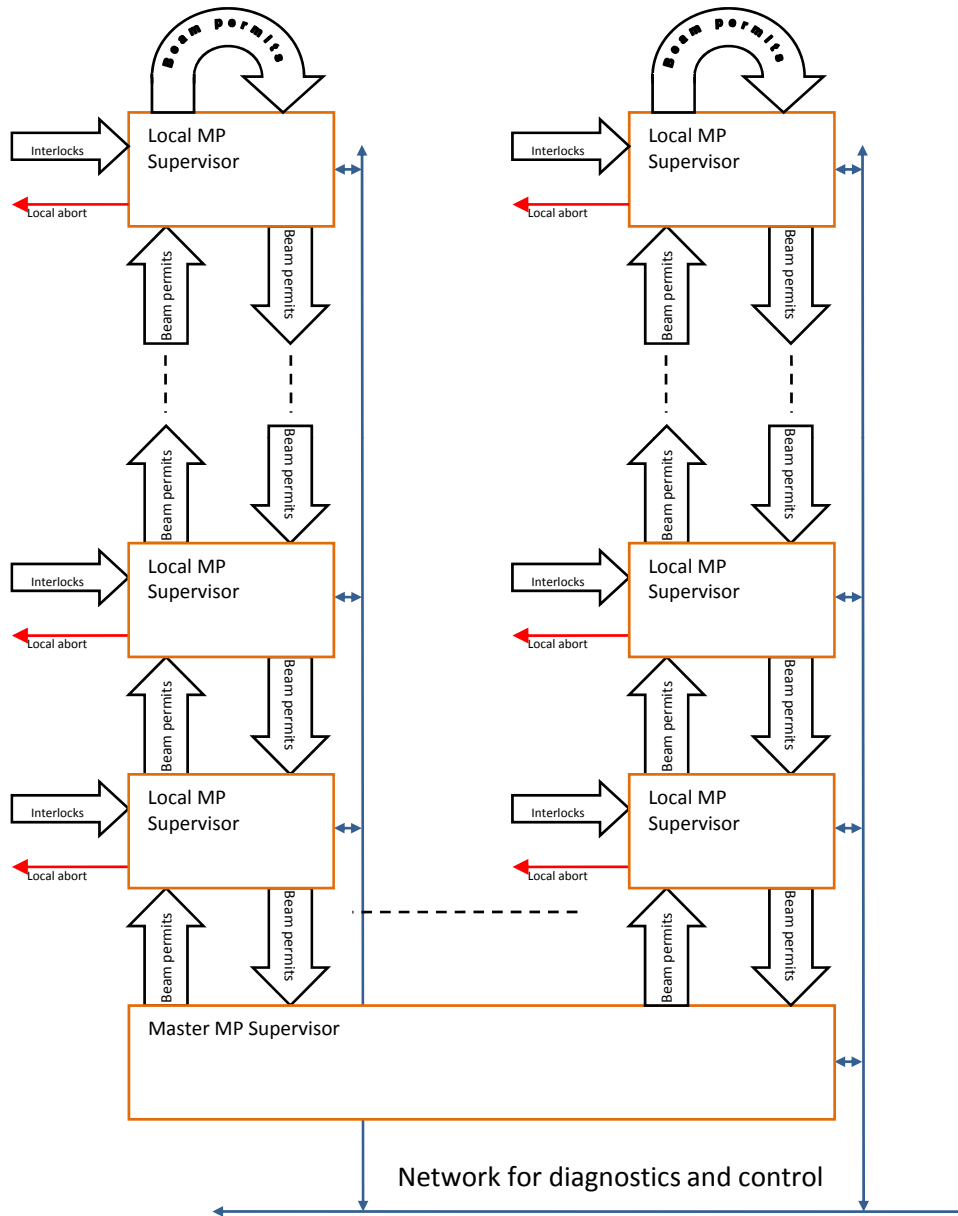 Beam permits
Beam permits
Local MP
Supervisor
Local MP
Supervisor
Interlocks
Interlocks
Local abort
Local abort
Beam permits
Beam permits
Beam permits
Beam permits
Beam permits
Beam permits
Beam permits
Beam permits
Local MP
Supervisor
Local MP
Supervisor
Interlocks
Interlocks
Local abort
Local abort
Beam permits
Beam permits
Beam permits
Beam permits
Local MP
Supervisor
Local MP
Supervisor
Interlocks
Interlocks
Local abort
Local abort
Beam permits
Beam permits
Beam permits
Beam permits
Master MP Supervisor
Network for diagnostics and control